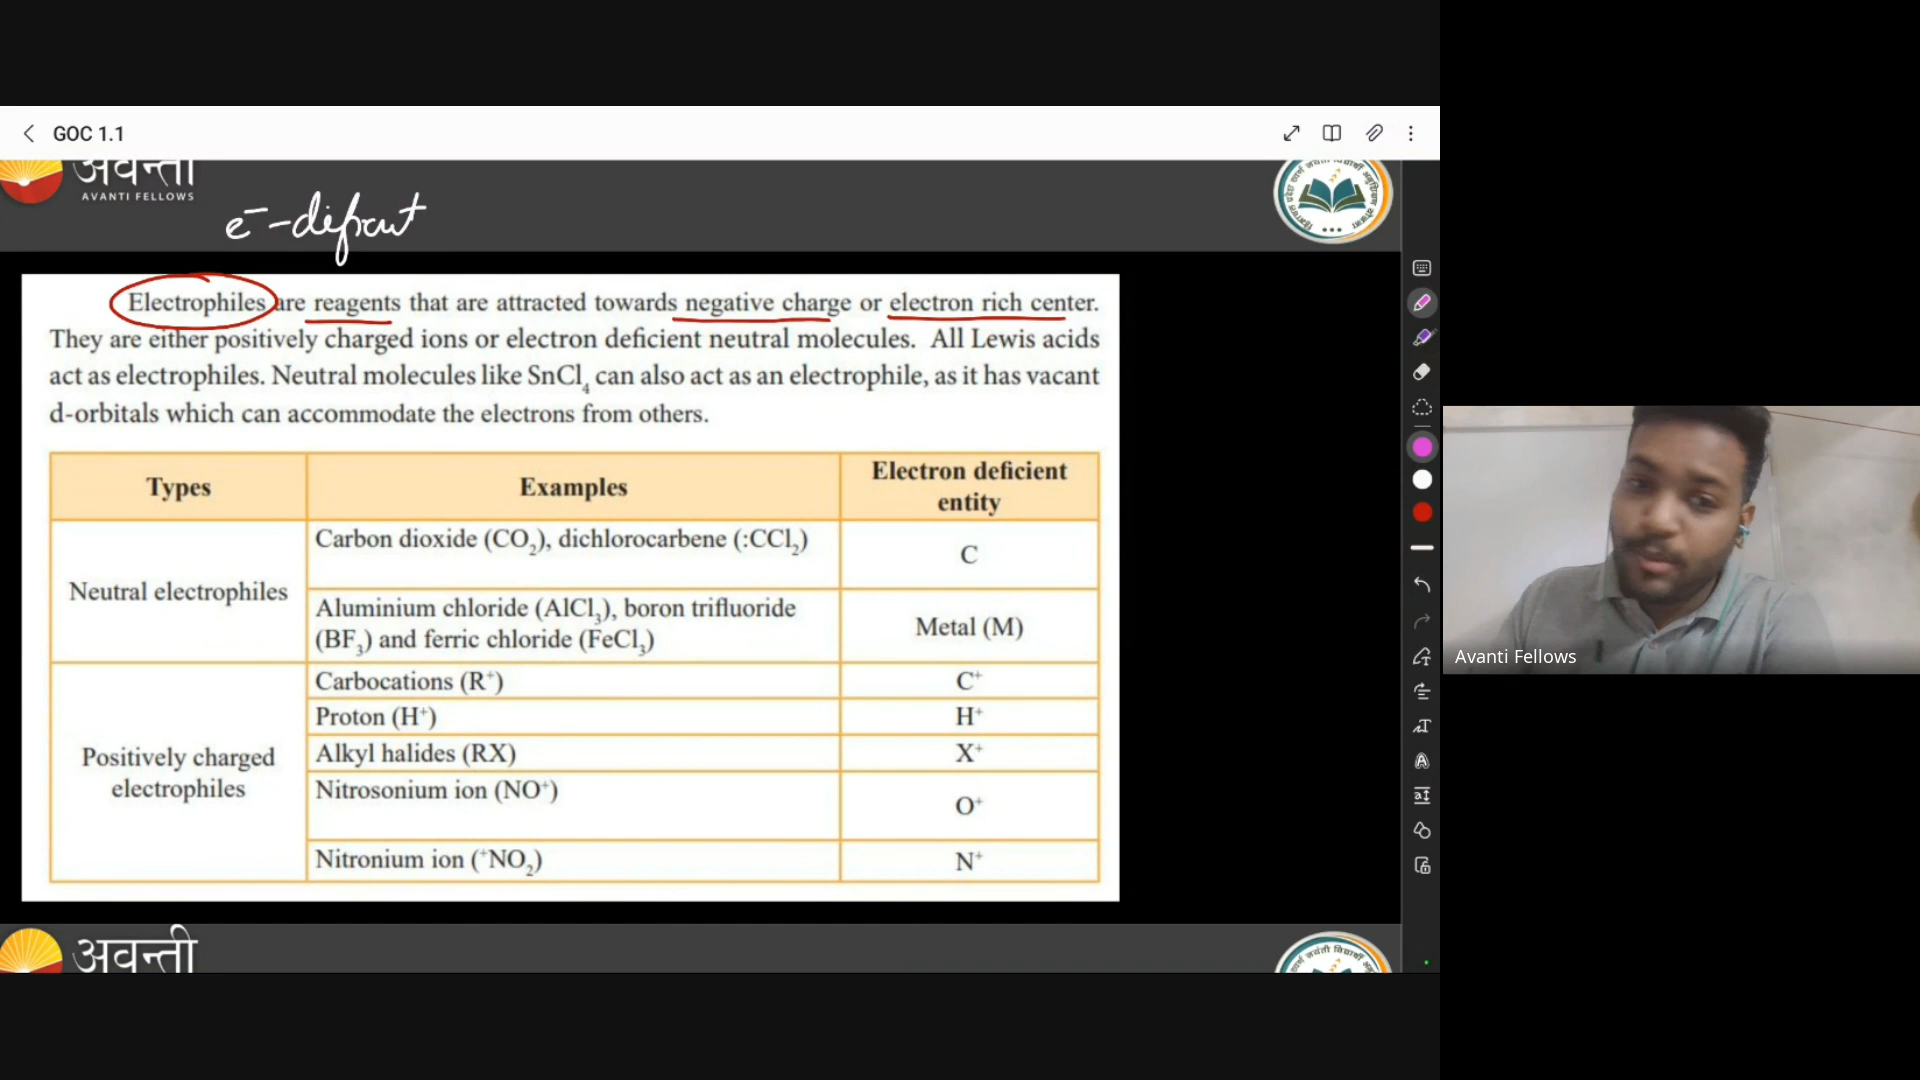 GOC 1.1
अवन्ती
AVANTI FELLOWS
e⁻-
Electrophiles are reagents that are attracted towards negative charge or electron rich center.
They are either positively charged ions or electron deficient neutral molecules. All Lewis acids
act as electrophiles. Neutral molecules like SnCl₄ can also act as an electrophile, as it has vacant
d-orbitals which can accommodate the electrons from others.
Types Examples Electron deficient
entity
Neutral electrophiles
Carbon dioxide (CO₂), dichlorocarbene (:CCl₂) C
Aluminium chloride (AlCl₃), boron trifluoride
(BF₃) and ferric chloride (FeCl₃) Metal (M)
Positively charged
electrophiles
Carbocations (R⁺) C⁺
Proton (H⁺) H⁺
Alkyl halides (RX) X⁺
Nitrosonium ion (NO⁺) O⁺
Nitronium ion (⁺NO₂) N⁺
अवन्ती
Avanti Fellows